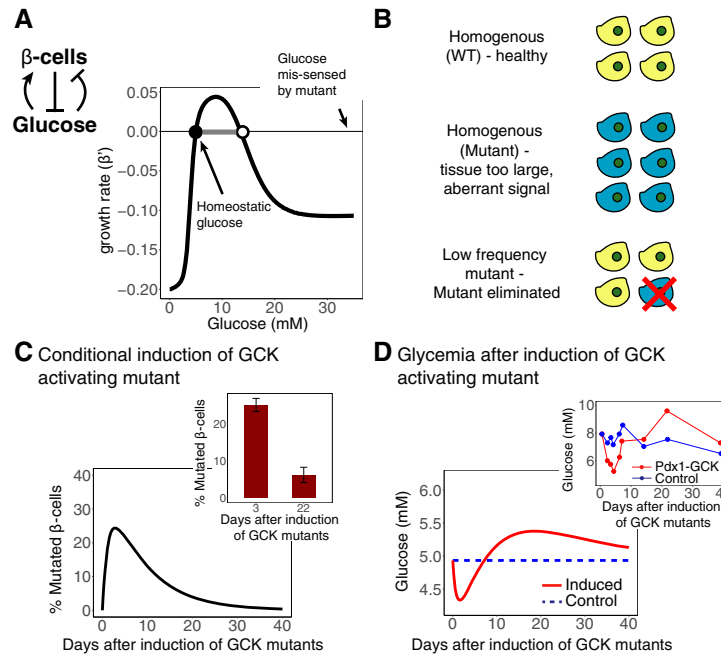 A
β-cells
Glucose
Glucose
mis-sensed
by mutant
growth rate (β')
0.05
0.00
−0.05
−0.10
−0.15
−0.20
Homeostatic
glucose
0
10
20
30
Glucose (mM)
B
Homogenous
(WT) - healthy
Homogenous
(Mutant) -
tissue too large,
aberrant signal
Low frequency
mutant -
Mutant eliminated
C Conditional induction of GCK
activating mutant
% Mutated β-cells
40
30
20
10
0
0
10
20
30
40
Days after induction of GCK mutants
% Mutated β-cells
20
10
0
3
22
Days after induction
of GCK mutants
D Glycemia after induction of GCK
activating mutant
Glucose (mM)
6.0
5.5
5.0
4.5
Induced
Control
0
10
20
30
40
Days after induction of GCK mutants
Glucose (mM)
10
8
6
Pdx1-GCK
Control
0
10
20
30
40
Days after induction
of GCK mutants